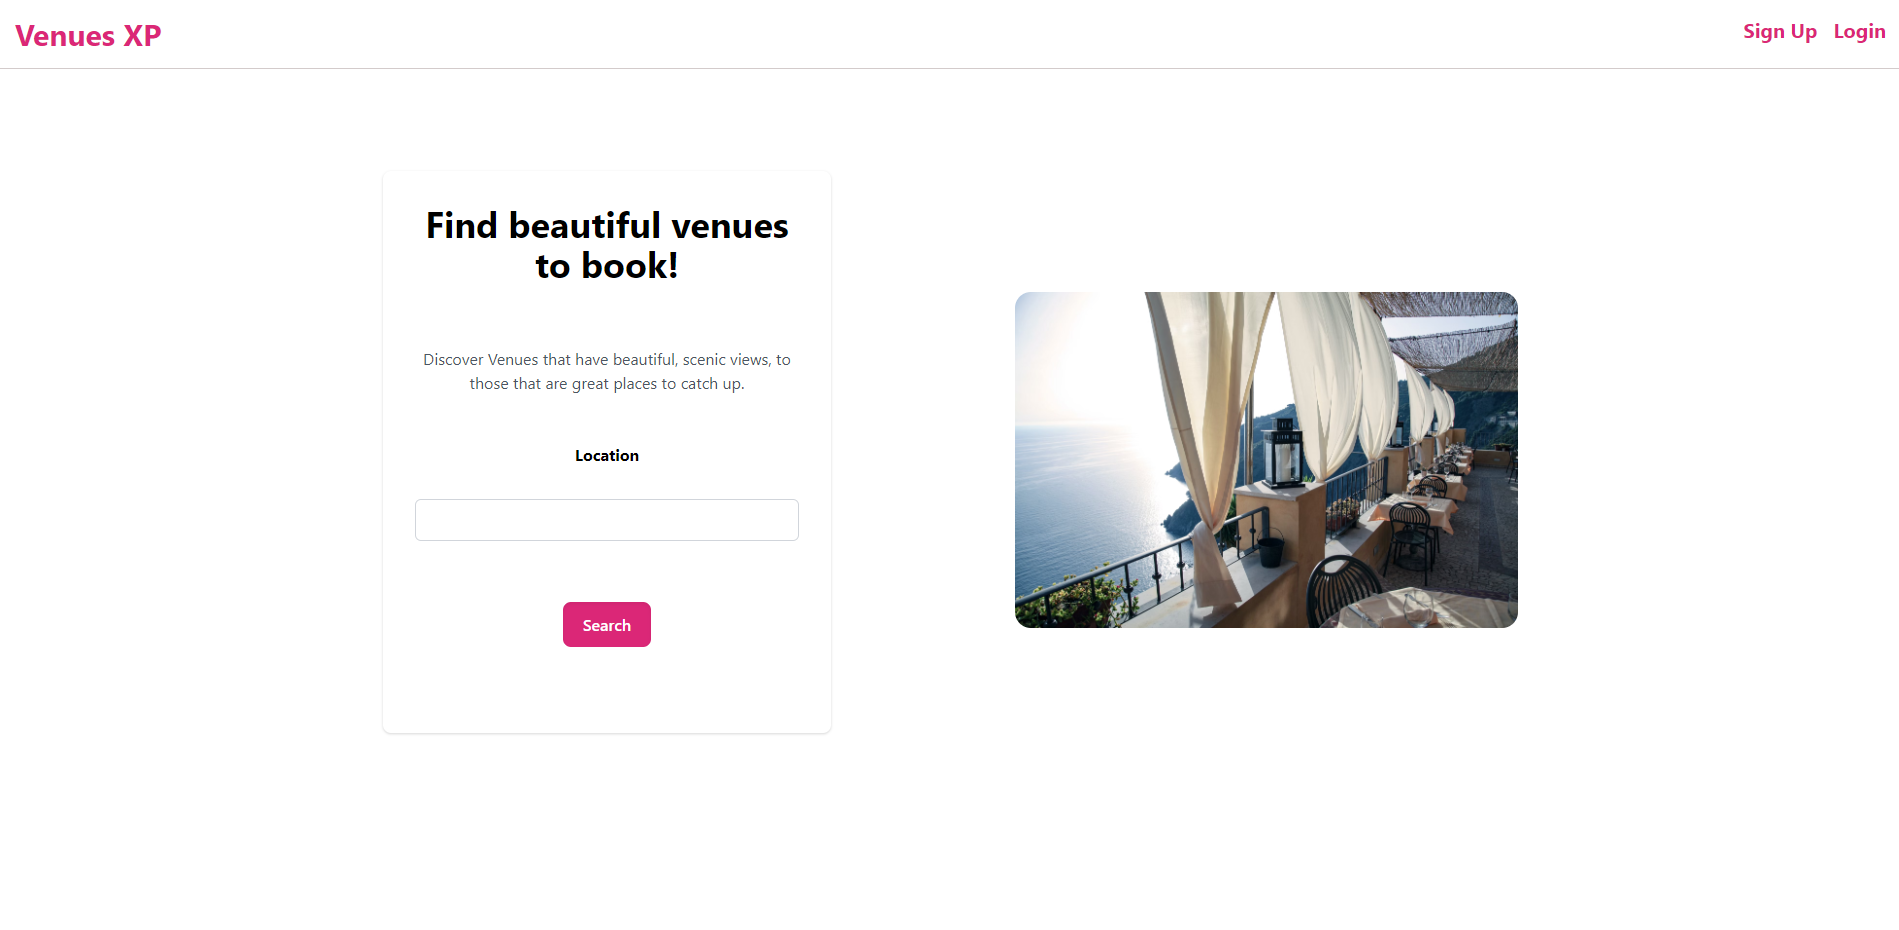 Venues XP
Sign Up
Login
Find beautiful venues
to book!
Discover Venues that have beautiful, scenic views, to
those that are great places to catch up.
Location
Search